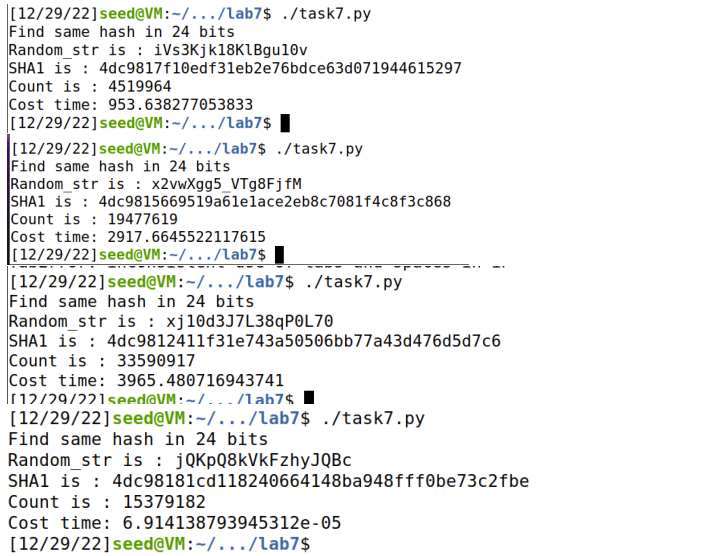 [12/29/22]seed@VM:~/.../lab7$ ./task7.py
Find same hash in 24 bits
Random_str is : iVs3Kjk18KlBgu10v
SHA1 is : 4dc9817f10edf31eb2e76bdce63d071944615297
Count is : 4519964
Cost time: 953.638277053833
[12/29/22]seed@VM:~/.../lab7$
[12/29/22]seed@VM:~/.../lab7$ ./task7.py
Find same hash in 24 bits
Random_str is : x2vwXgg5_VTg8FjfM
SHA1 is : 4dc9815669519a61e1ace2eb8c7081f4c8f3c868
Count is : 19477619
Cost time: 2917.6645522117615
[12/29/22]seed@VM:~/.../lab7$
[12/29/22]seed@VM:~/.../lab7$ ./task7.py
Find same hash in 24 bits
Random_str is : xj10d3J7L38qP0L70
SHA1 is : 4dc9812411f31e743a50506bb77a43d476d5d7c6
Count is : 33590917
Cost time: 3965.480716943741
[12/29/22]seed@VM:~/.../lab7$
[12/29/22]seed@VM:~/.../lab7$ ./task7.py
Find same hash in 24 bits
Random_str is : jQKpQ8kVkFzhyJQBc
SHA1 is : 4dc98181cd118240664148ba948fff0be73c2fbe
Count is : 15379182
Cost time: 6.914138793945312e-05
[12/29/22]seed@VM:~/.../lab7$